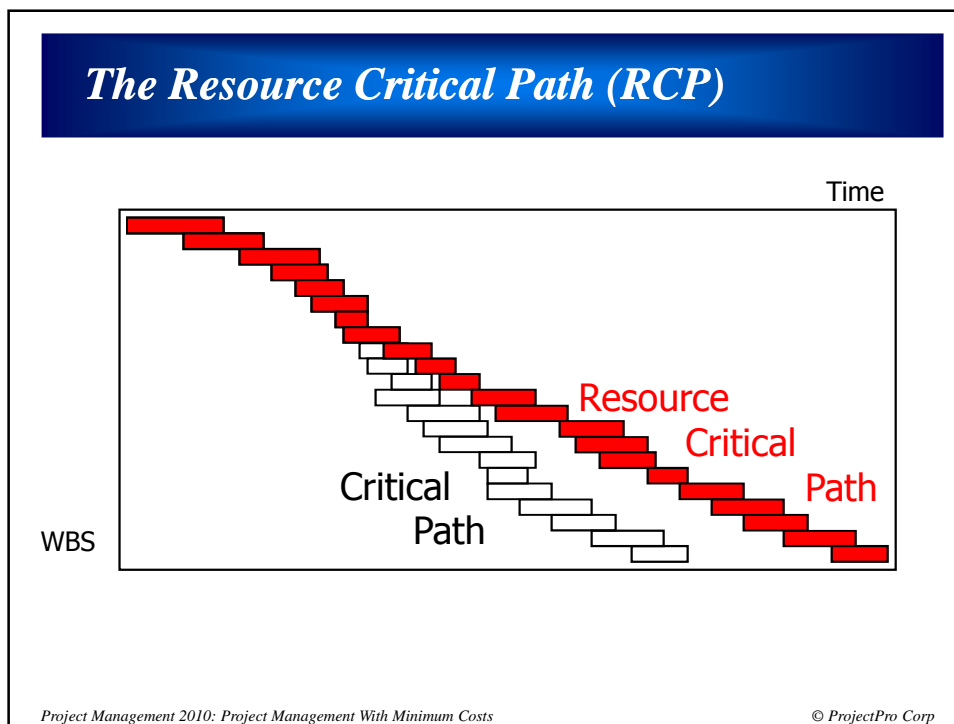 The Resource Critical Path (RCP)
Time
Resource
Critical
Path
Critical
Path
WBS
Project Management 2010: Project Management With Minimum Costs
© ProjectPro Corp